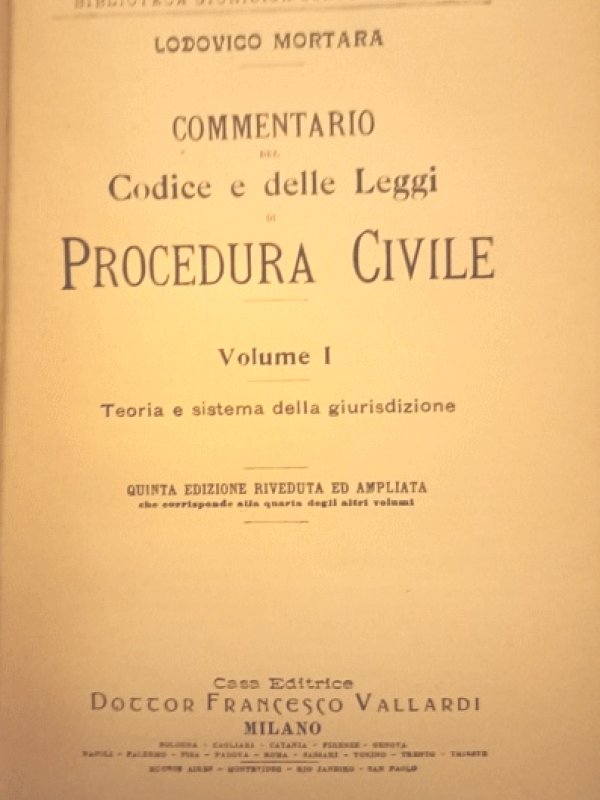 BIBLIOTECA GIURIDICA
LODOVICO MORTARA
COMMENTARIO
DEL
Codice e delle Leggi
DI
PROCEDURA CIVILE
Volume I
Teoria e sistema della giurisdizione
QUINTA EDIZIONE RIVEDUTA ED AMPLIATA
che corrisponde alla quarta degli altri volumi
Casa Editrice
DOTTOR FRANCESCO VALLARDI
MILANO
BOLOGNA - CAGLIARI - CATANIA - FIRENZE - GENOVA
NAPOLI - PALERMO - PISA - PADOVA - ROMA - SASSARI - TORINO - TRENTO - TRIESTE
BUENOS AIRES - MONTEVIDEO - RIO JANEIRO - SAN PAOLO